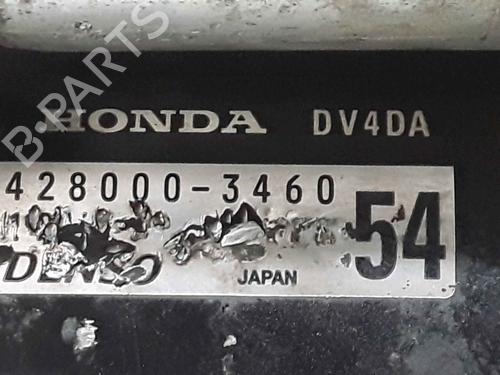 B-PARTS
HONDA DV4DA
428000-3460
54
DENSO
JAPAN